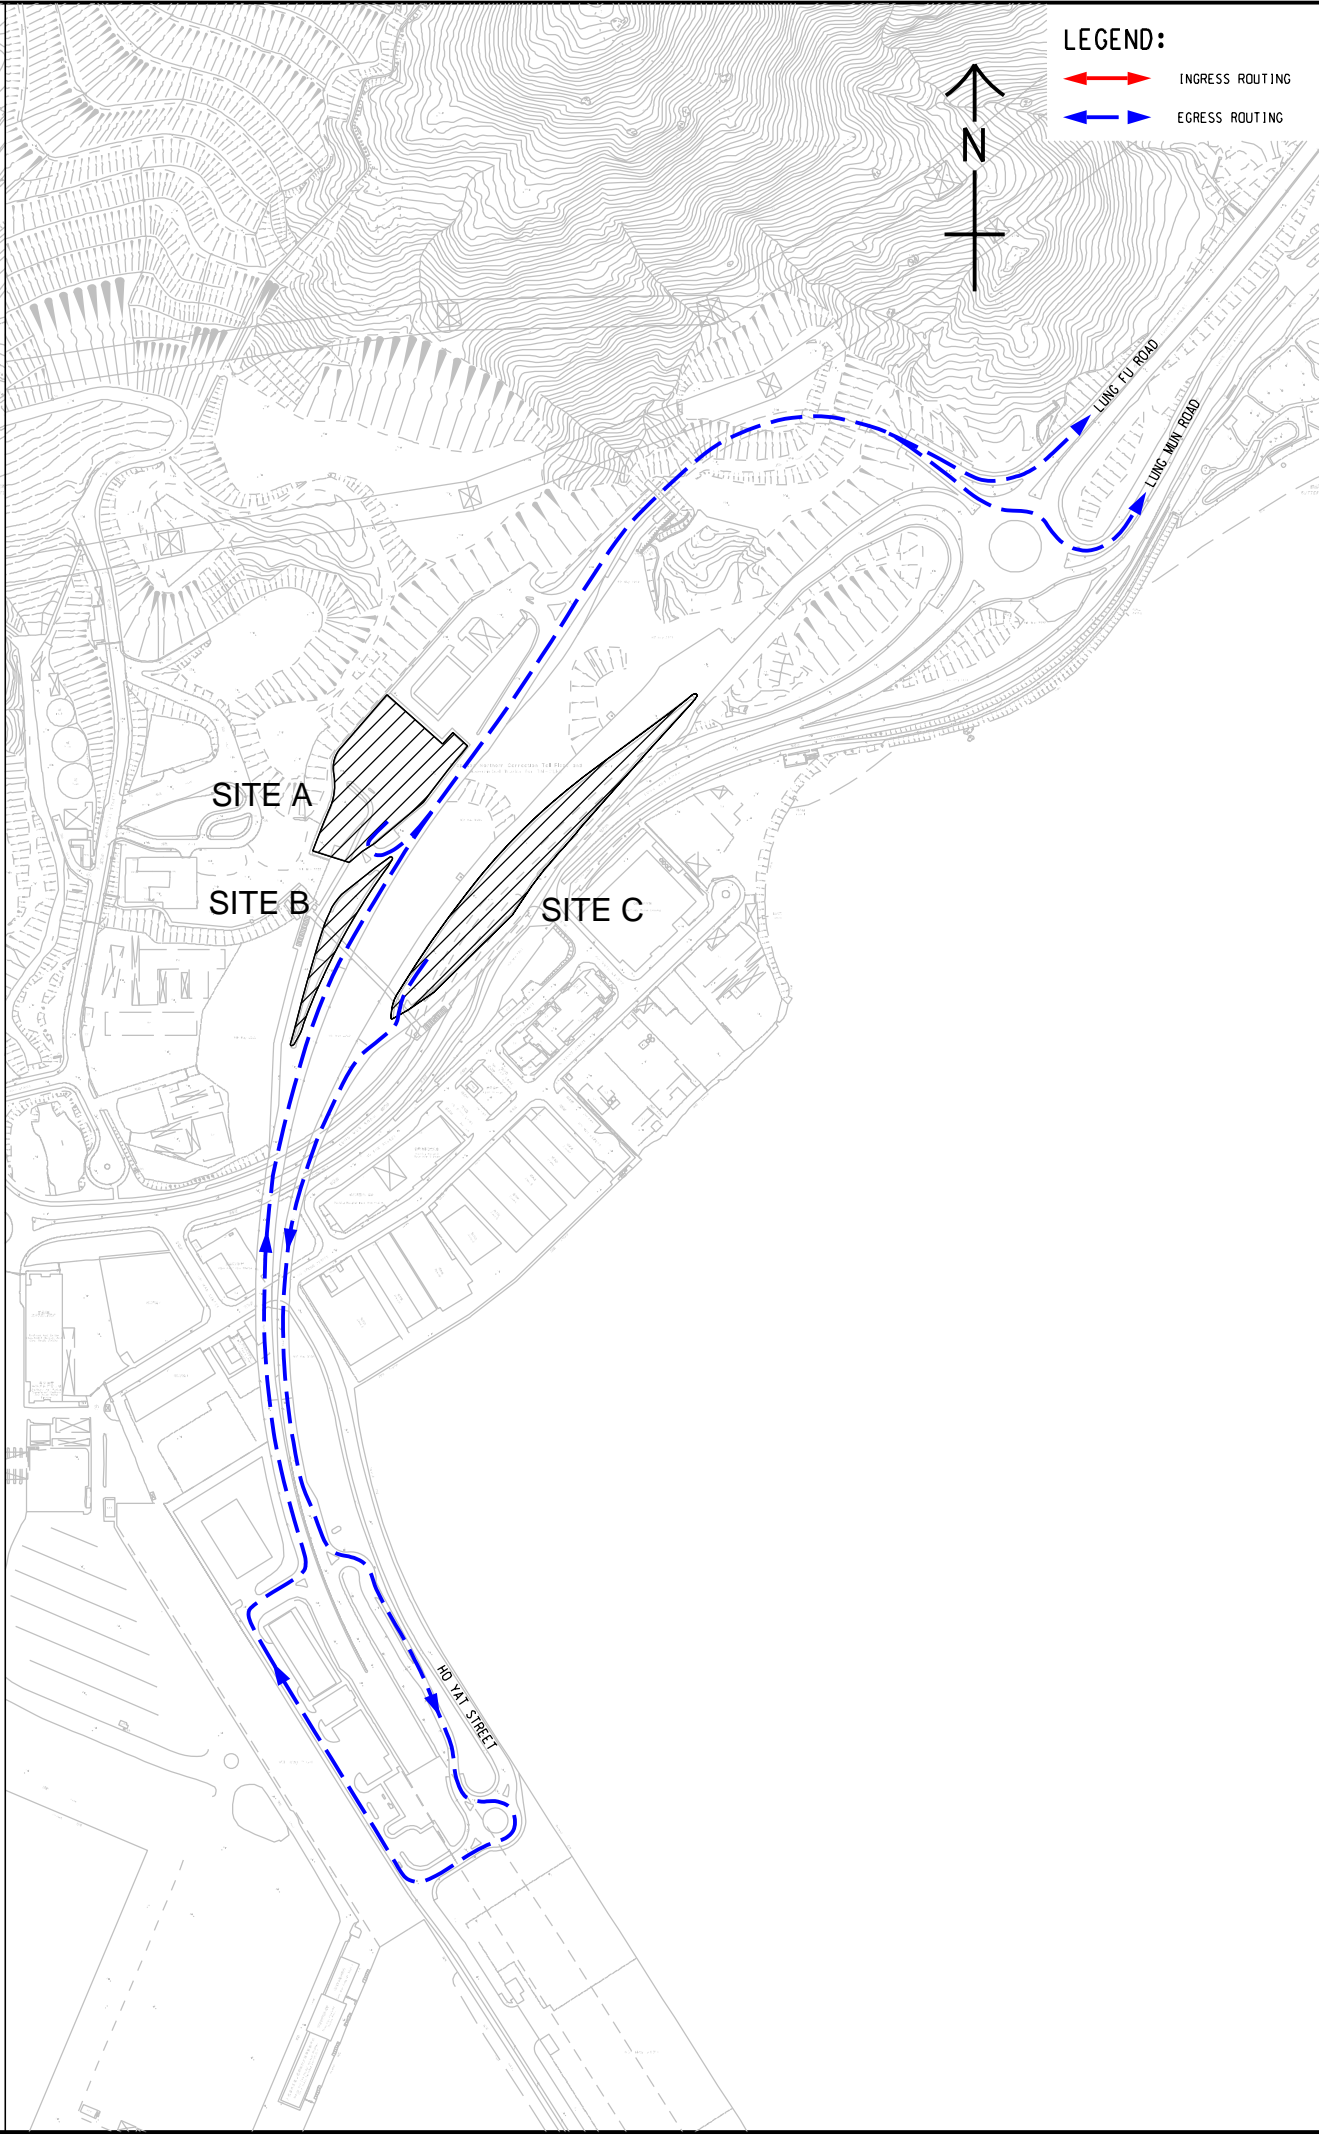 LEGEND:
INGRESS ROUTING
EGRESS ROUTING
N
LUNG FU ROAD
LUNG MUN ROAD
SITE A
SITE B
SITE C
HO YAT STREET